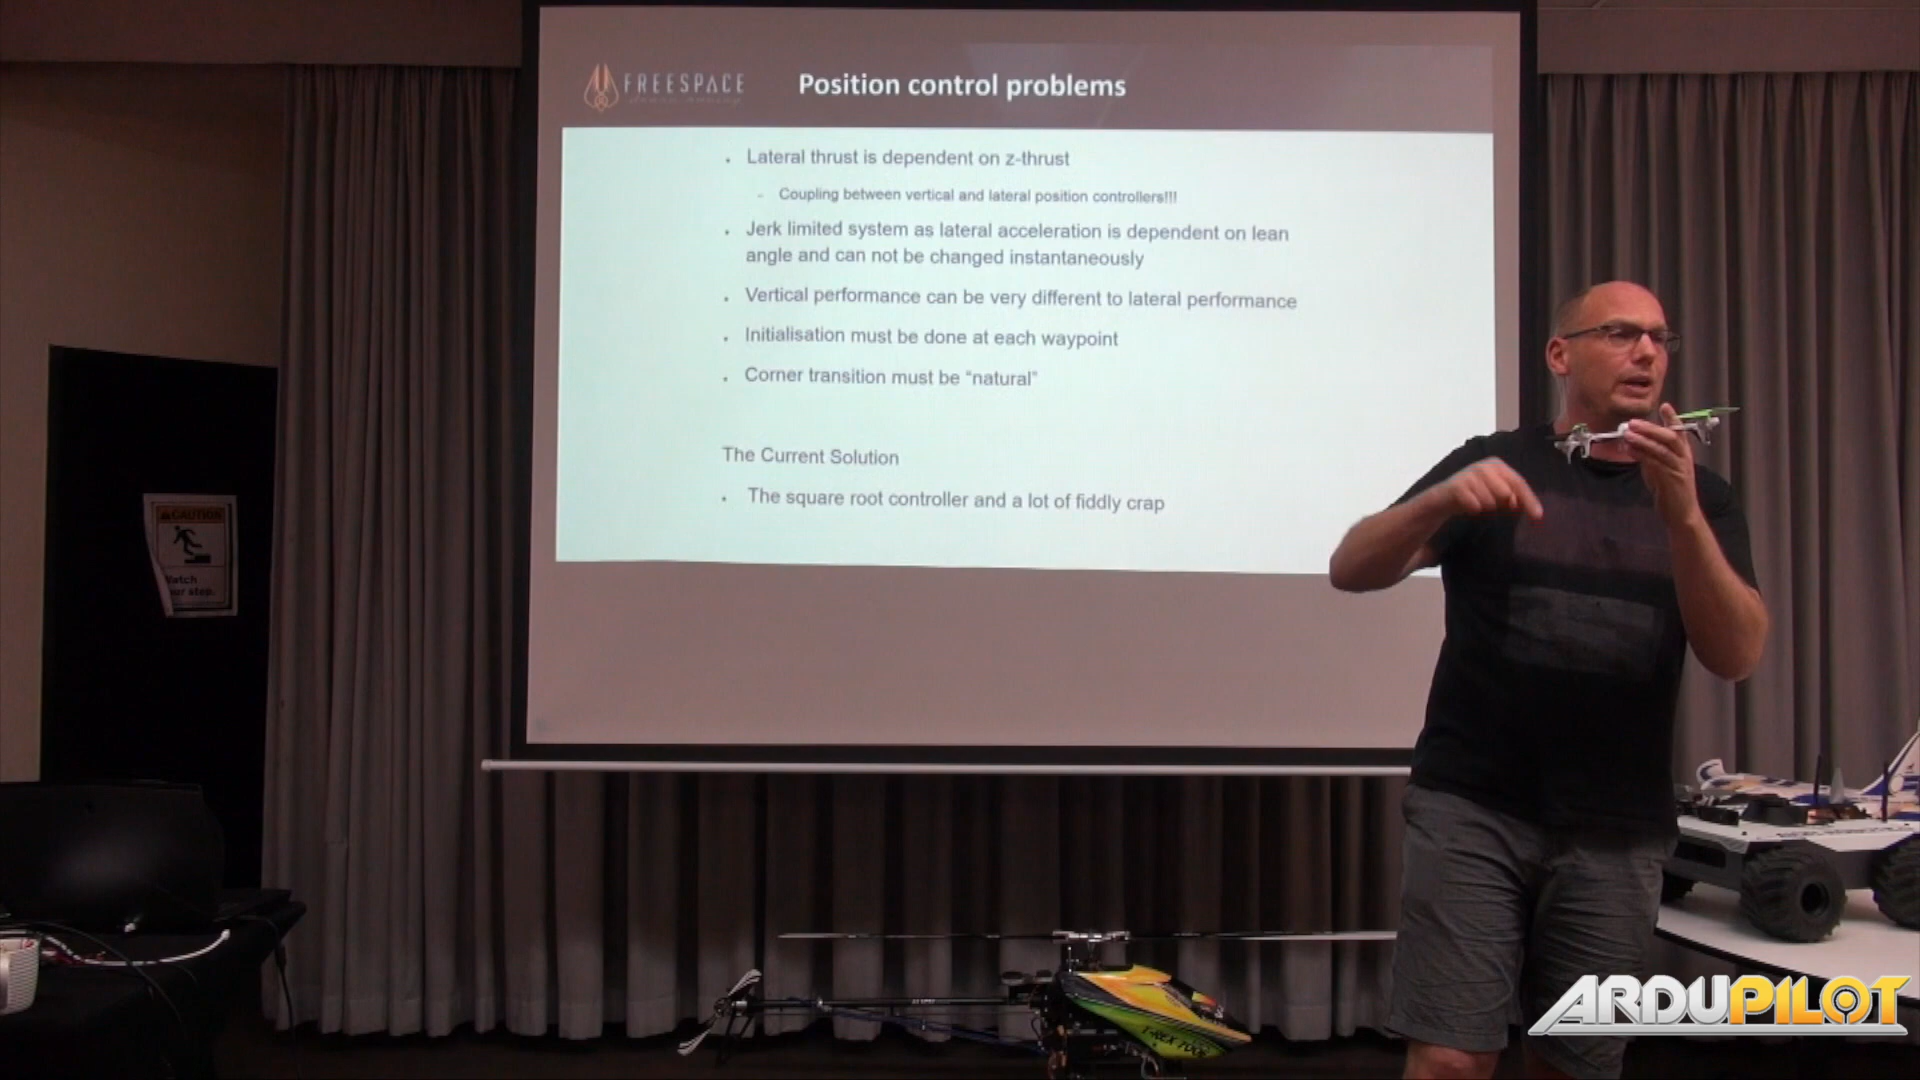 FREESPACE
Position control problems
Lateral thrust is dependent on z-thrust
Coupling between vertical and lateral position controllers!!!
Jerk limited system as lateral acceleration is dependent on lean
angle and can not be changed instantaneously
Vertical performance can be very different to lateral performance
Initialisation must be done at each waypoint
Corner transition must be “natural”
The Current Solution
The square root controller and a lot of fiddly crap
CAUTION
Watch
your step.
T-REX 700E
ARDUPILOT